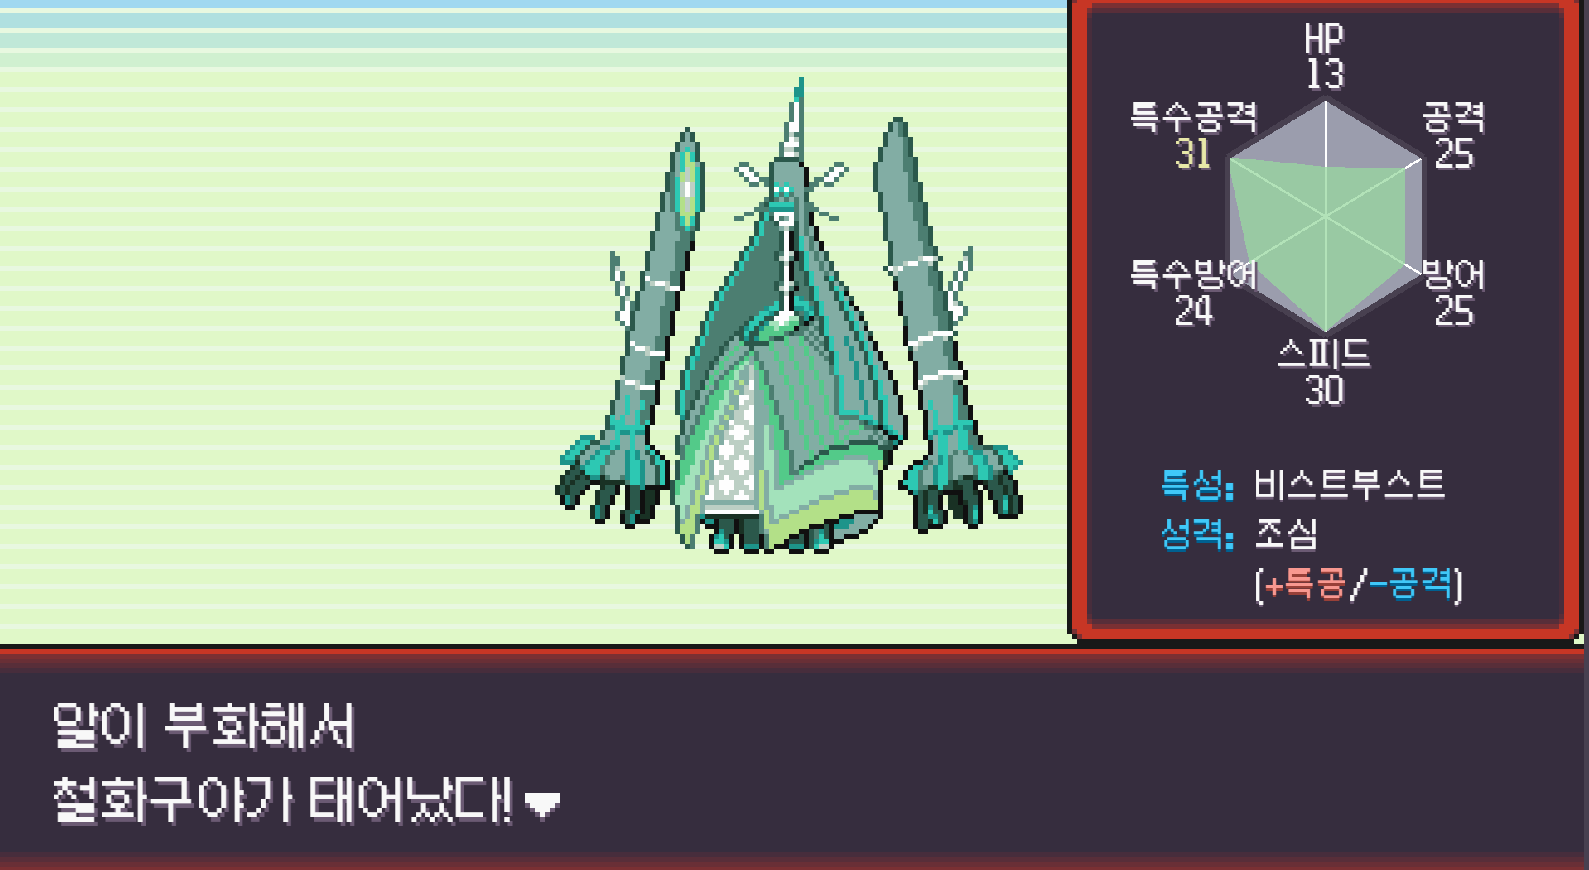 HP
13
특수공격
31
공격
25
특수방어
24
방어
25
스피드
30
특성: 비스트부스트
성격: 조심
(+특공/-공격)
알이 부화해서
철화구야가 태어났다!